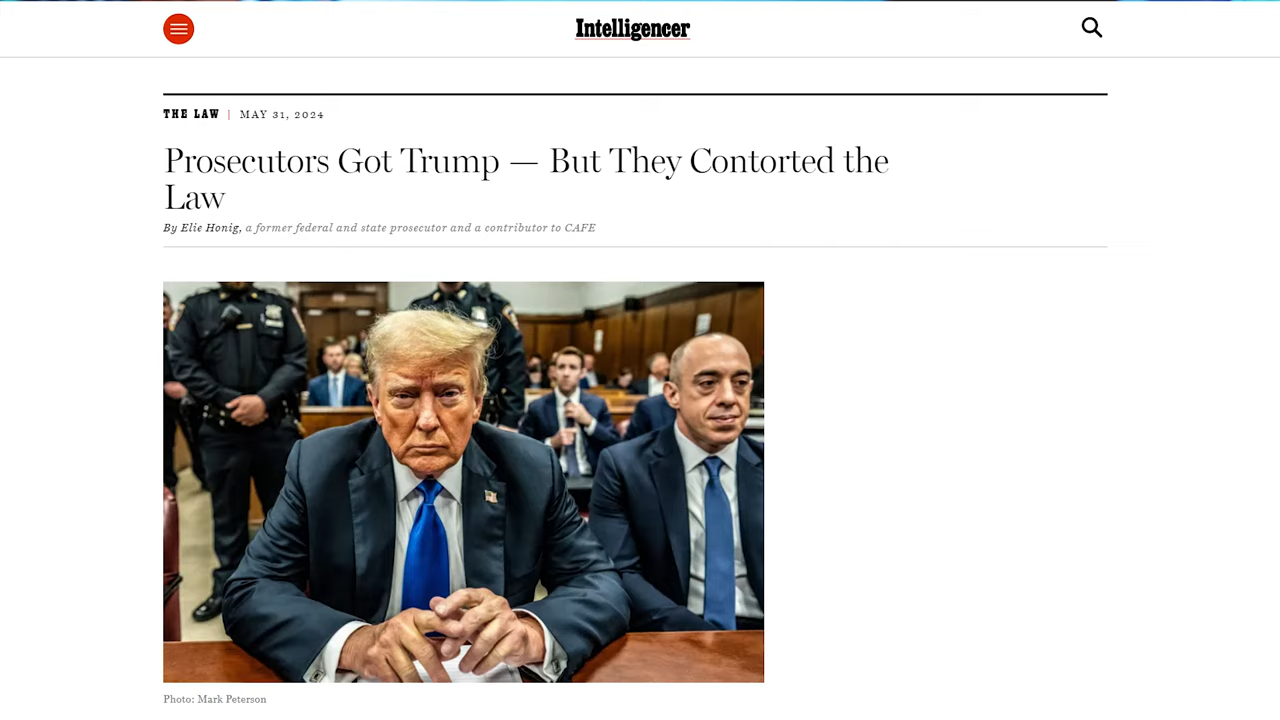 Intelligencer
THE LAW | MAY 31, 2024
Prosecutors Got Trump — But They Contorted the
Law
By Elie Honig, a former federal and state prosecutor and a contributor to CAFE
Photo: Mark Peterson